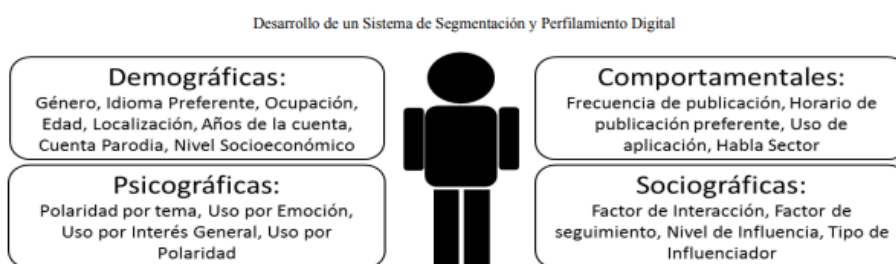 Desarrollo de un Sistema de Segmentación y Perfilamiento Digital
Demográficas:
Género, Idioma Preferente, Ocupación,
Edad, Localización, Años de la cuenta,
Cuenta Parodia, Nivel Socioeconómico
Comportamentales:
Frecuencia de publicación, Horario de
publicación preferente, Uso de
aplicación, Habla Sector
Psicográficas:
Polaridad por tema, Uso por Emoción,
Uso por Interés General, Uso por
Polaridad
Sociográficas:
Factor de Interacción, Factor de
seguimiento, Nivel de Influencia, Tipo de
Influenciador